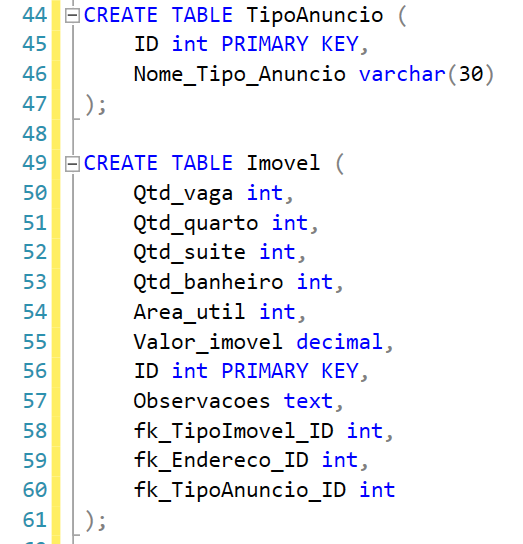 44 CREATE TABLE TipoAnuncio (
45 ID int PRIMARY KEY,
46 Nome_Tipo_Anuncio varchar(30)
47 );
48
49 CREATE TABLE Imovel (
50 Qtd_vaga int,
51 Qtd_quarto int,
52 Qtd_suite int,
53 Qtd_banheiro int,
54 Area_util int,
55 Valor_imovel decimal,
56 ID int PRIMARY KEY,
57 Observacoes text,
58 fk_TipoImovel_ID int,
59 fk_Endereco_ID int,
60 fk_TipoAnuncio_ID int
61 );